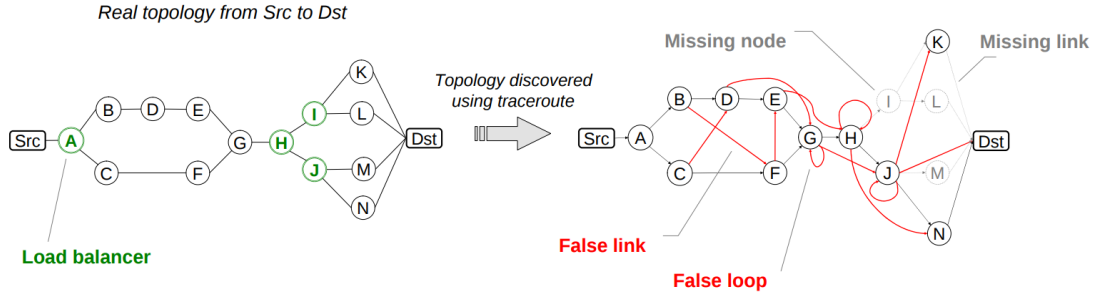 Real topology from Src to Dst
Src
A
B
D
E
C
F
G
H
I
J
K
L
M
N
Dst
Load balancer
Topology discovered
using traceroute
Missing node
Missing link
Src
A
B
D
E
C
F
G
H
I
J
K
L
M
N
Dst
False link
False loop